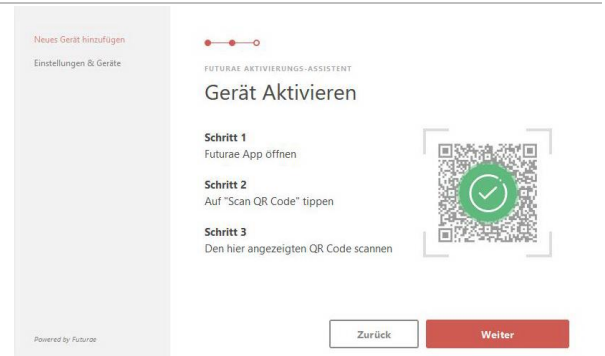 Neues Gerät hinzufügen
Einstellungen & Geräte
FUTURAE AKTIVIERUNGS-ASSISTENT
Gerät Aktivieren
Schritt 1
Futurae App öffnen
Schritt 2
Auf "Scan QR Code" tippen
Schritt 3
Den hier angezeigten QR Code scannen
Zurück
Weiter
Powered by Futurae